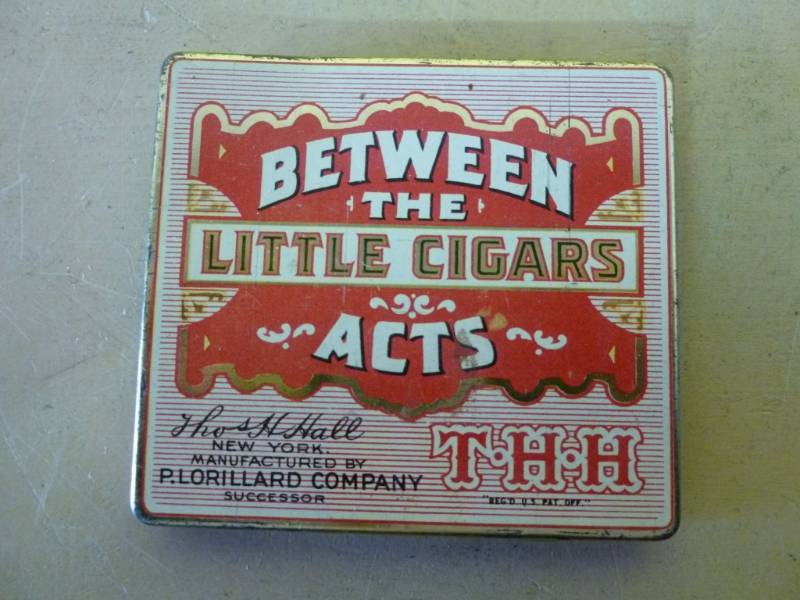 BETWEEN
THE
LITTLE CIGARS
ACTS
Thos H Hall
NEW YORK.
MANUFACTURED BY
P. LORILLARD COMPANY
SUCCESSOR
T·H·H
"REG'D U.S. PAT. OFF."